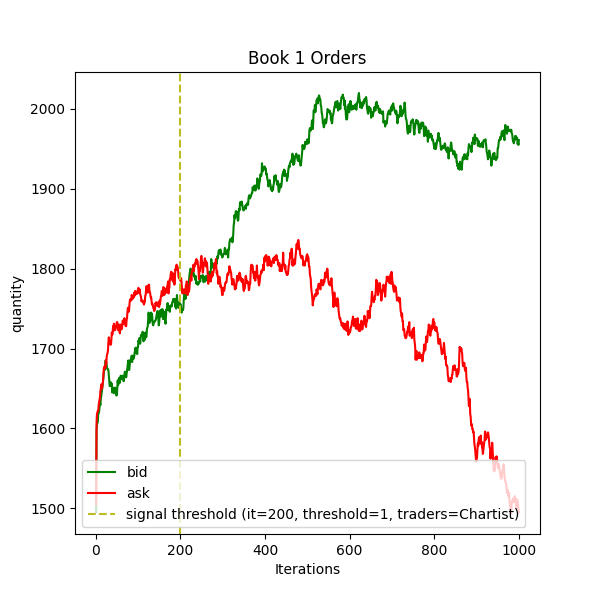 Book 1 Orders
quantity
2000
1900
1800
1700
1600
1500
bid
ask
signal threshold (it=200, threshold=1, traders=Chartist)
0 200 400 600 800 1000
Iterations